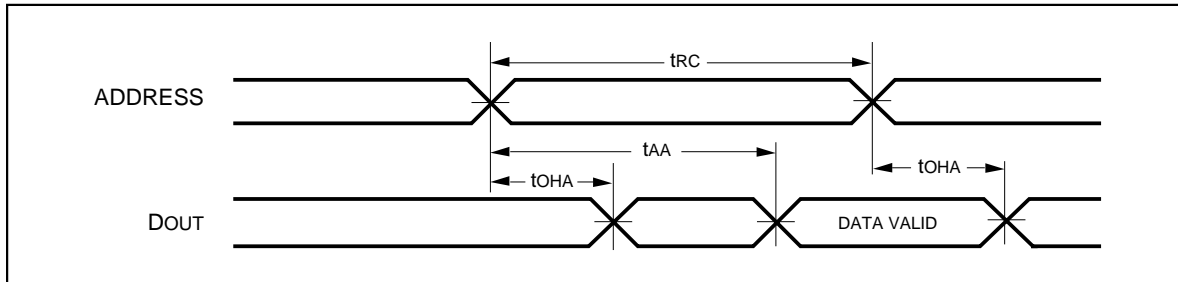 tRC
ADDRESS
tAA
tOHA
tOHA
DOUT
DATA VALID